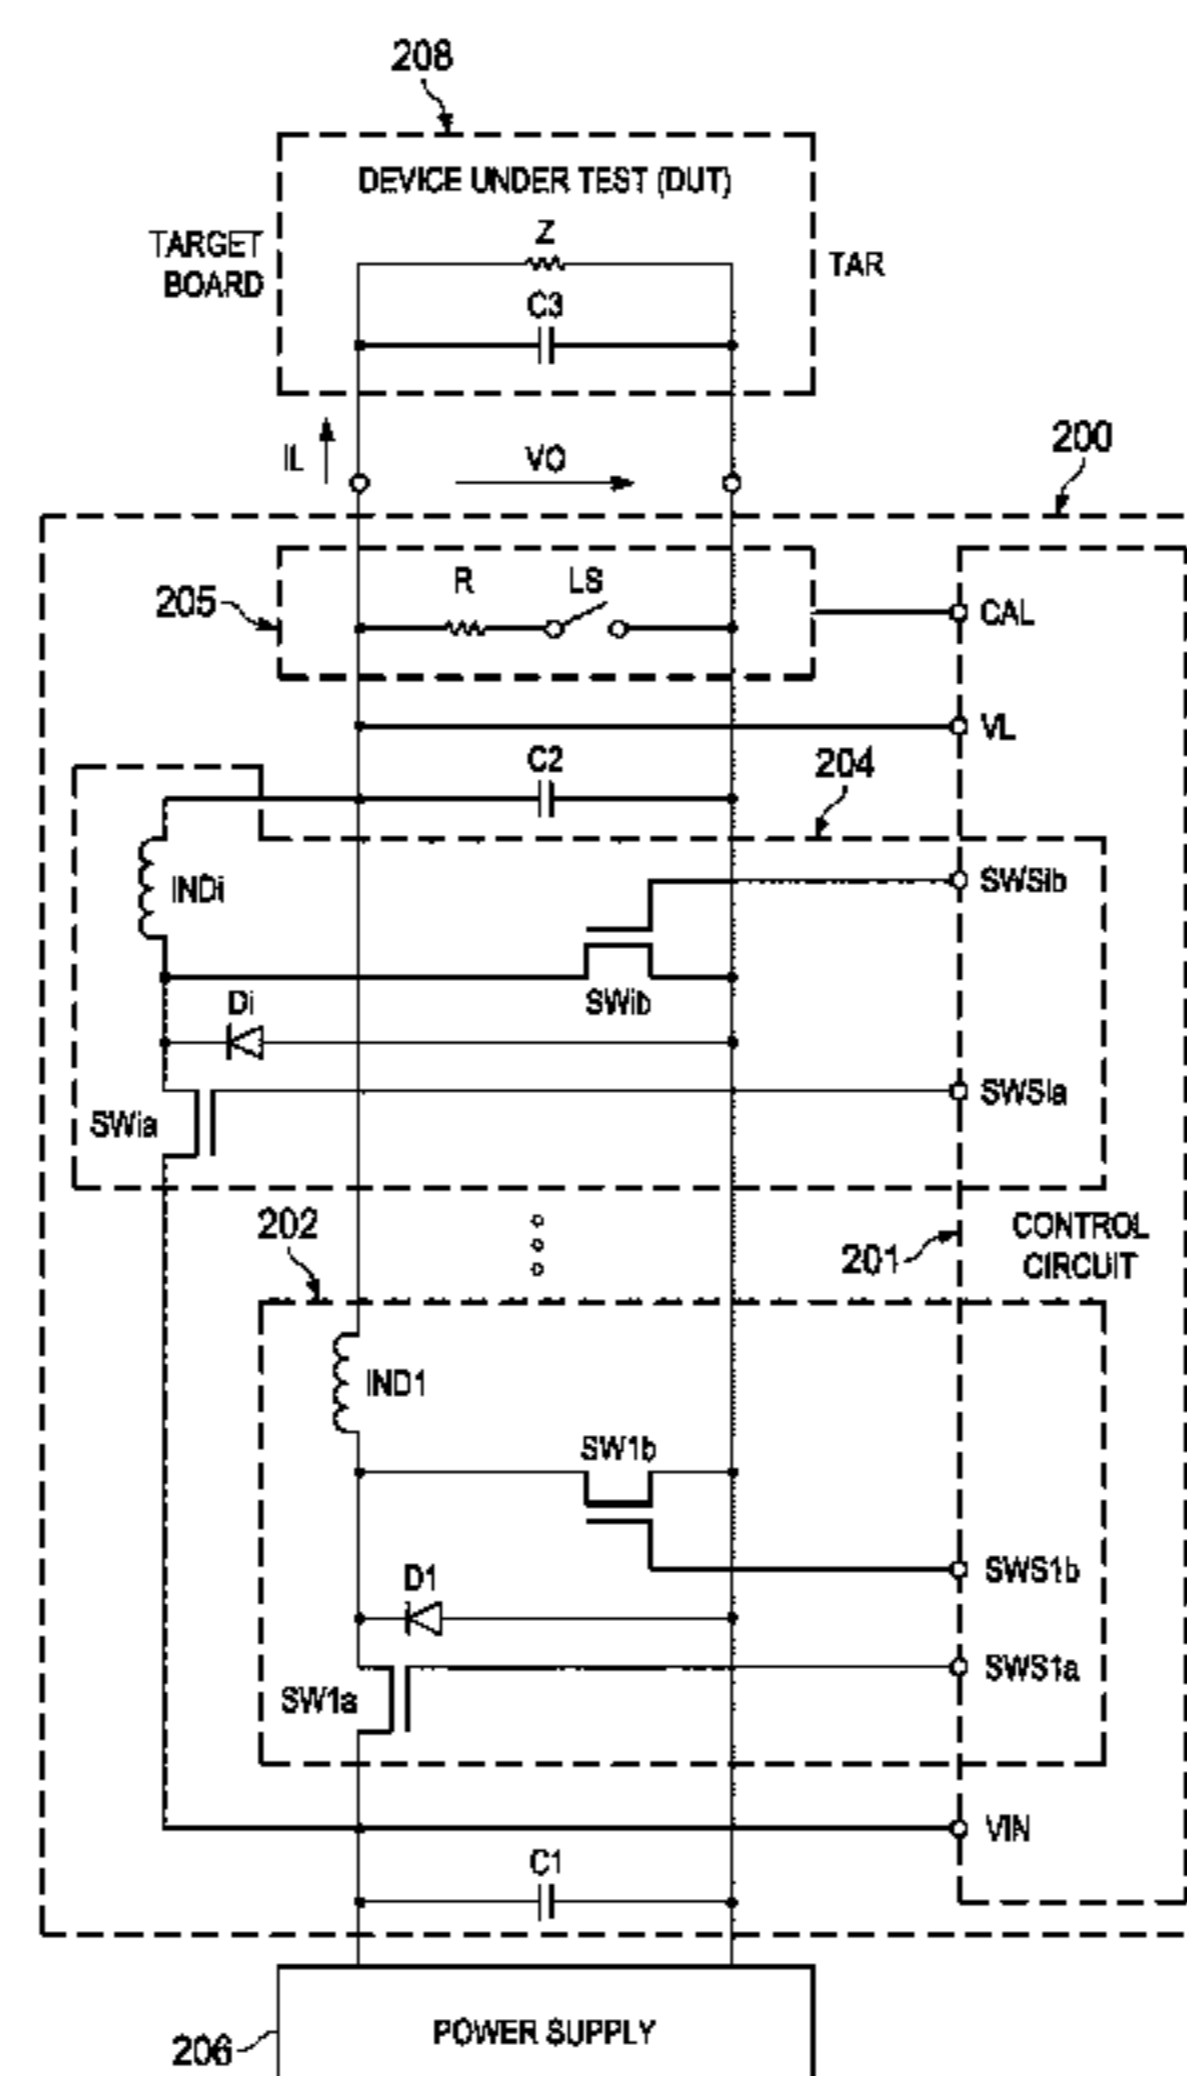 208
DEVICE UNDER TEST (DUT)
Z
TARGET
BOARD
TAR
C3
IL
VO
200
R
LS
205
CAL
VL
C2
204
INDi
SWSib
Di
SWib
SWSia
SWia
202
201
CONTROL
CIRCUIT
IND1
SW1b
SWS1b
D1
SWS1a
SW1a
VIN
C1
POWER SUPPLY
206